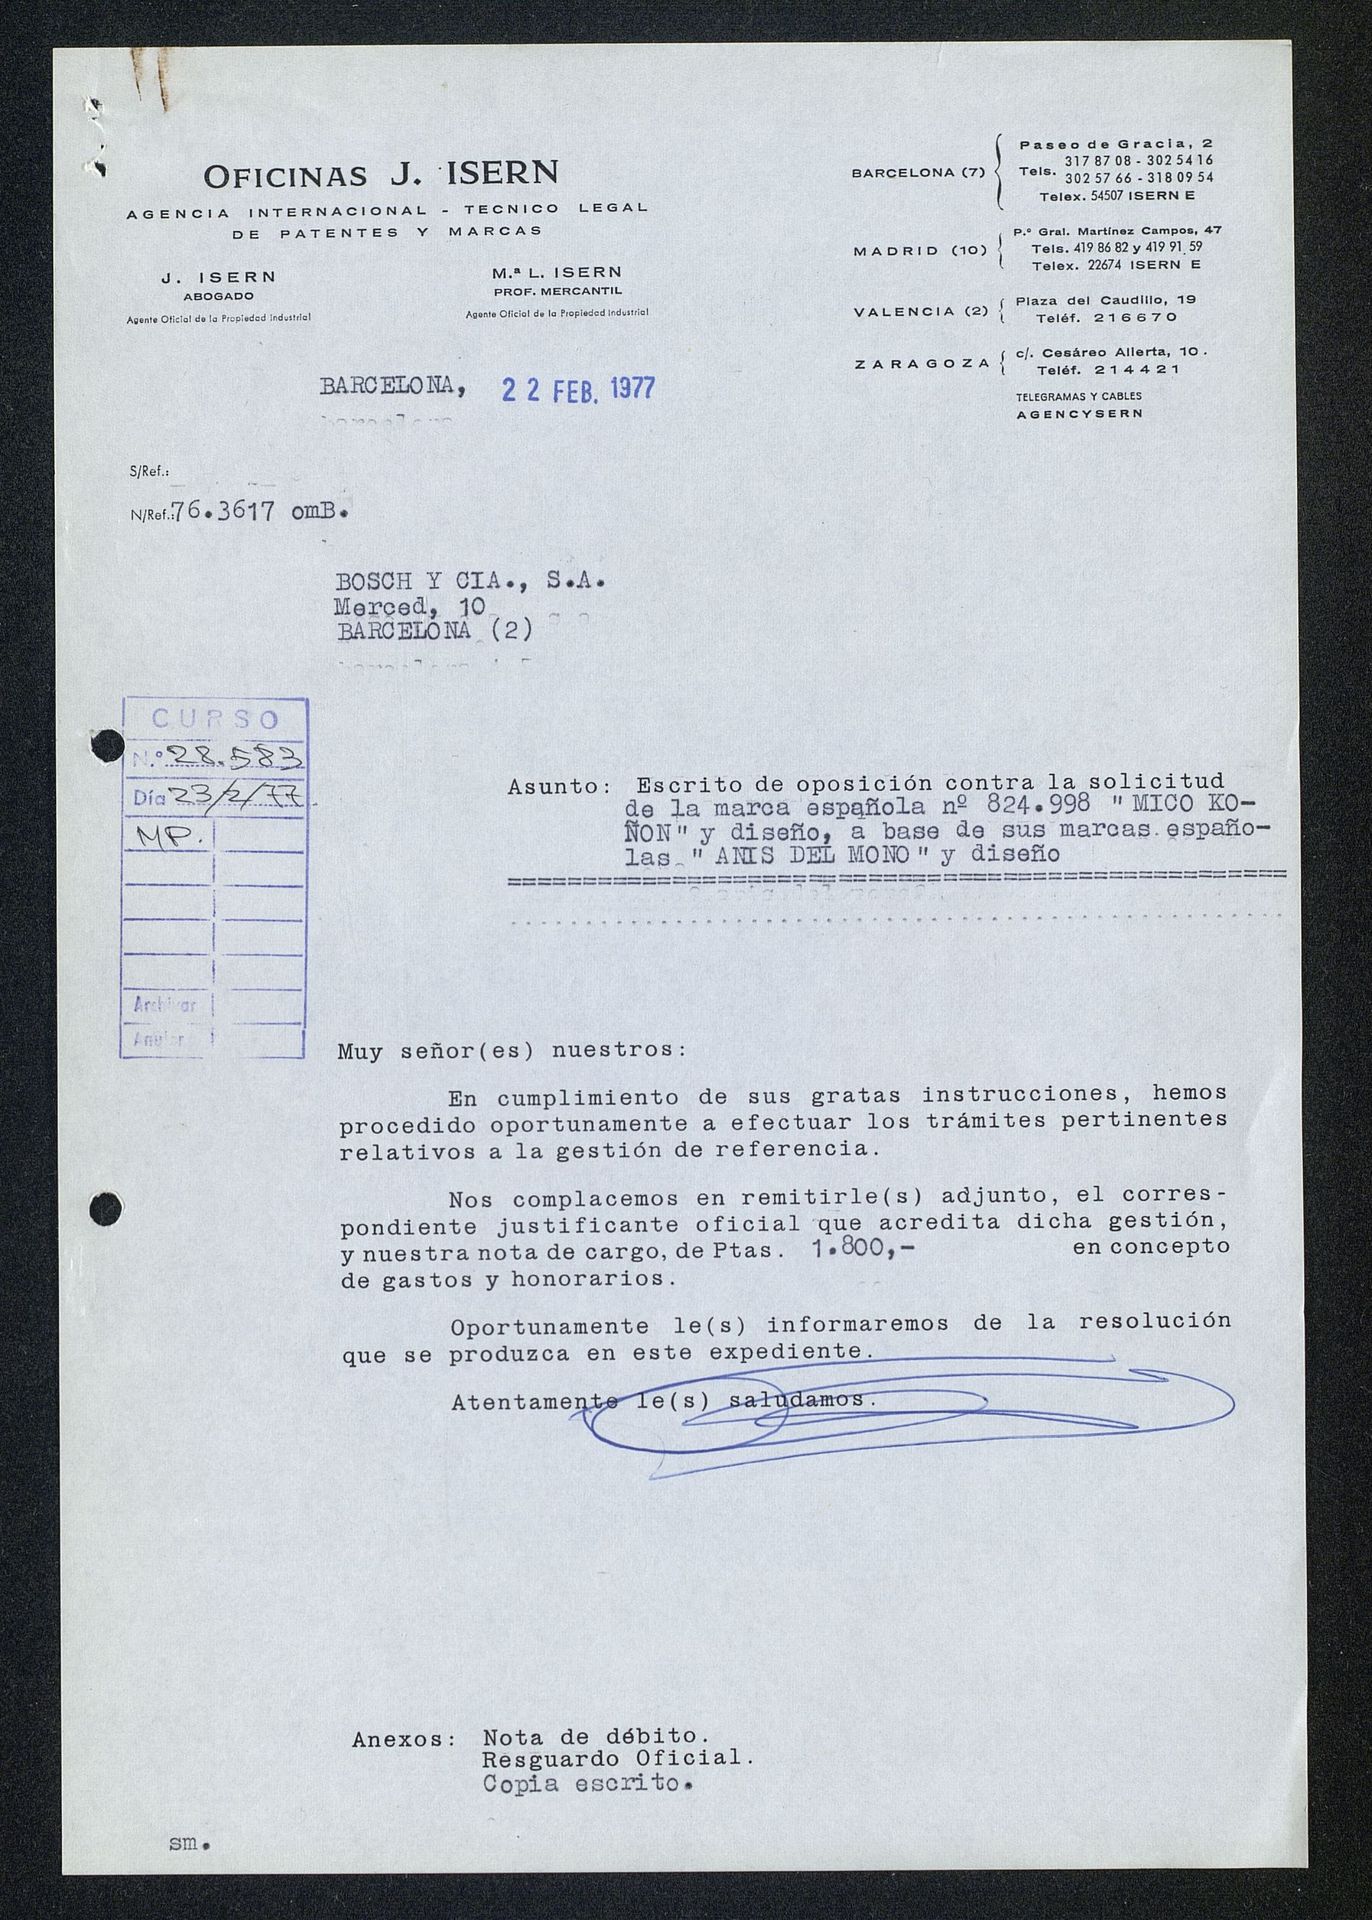 OFICINAS J. ISERN
AGENCIA INTERNACIONAL - TECNICO LEGAL
DE PATENTES Y MARCAS
J. ISERN
ABOGADO
Agente Oficial de la Propiedad Industrial
M.ª L. ISERN
PROF. MERCANTIL
Agente Oficial de la Propiedad Industrial
BARCELONA (7)
Paseo de Gracia, 2
Tels. 317 87 08 - 302 54 16
302 57 66 - 318 09 54
Telex. 54507 ISERN E
MADRID (10)
P.º Gral. Martínez Campos, 47
Tels. 419 86 82 y 419 91 59
Telex. 22674 ISERN E
VALENCIA (2)
Plaza del Caudillo, 19
Teléf. 216670
ZARAGOZA
c/. Cesáreo Alierta, 10.
Teléf. 214421
TELEGRAMAS Y CABLES
AGENCYSERN
BARCELONA, 22 FEB. 1977
S/Ref.:
N/Ref.: 76.3617 omB.
BOSCH Y CIA., S.A.
Merced, 10
BARCELONA (2)
CURSO
N.º 28.583
Día 23/2/77
MP.
Archivar
Anular
Asunto: Escrito de oposición contra la solicitud
de la marca española nº 824.998 "MICO KO-
ÑON" y diseño, a base de sus marcas españo-
las "ANIS DEL MONO" y diseño
Muy señor(es) nuestros:
En cumplimiento de sus gratas instrucciones, hemos
procedido oportunamente a efectuar los trámites pertinentes
relativos a la gestión de referencia.
Nos complacemos en remitirle(s) adjunto, el corres-
pondiente justificante oficial que acredita dicha gestión,
y nuestra nota de cargo, de Ptas. 1.800,- en concepto
de gastos y honorarios.
Oportunamente le(s) informaremos de la resolución
que se produzca en este expediente.
Atentamente le(s) saludamos.
Anexos: Nota de débito.
Resguardo Oficial.
Copia escrito.
sm.